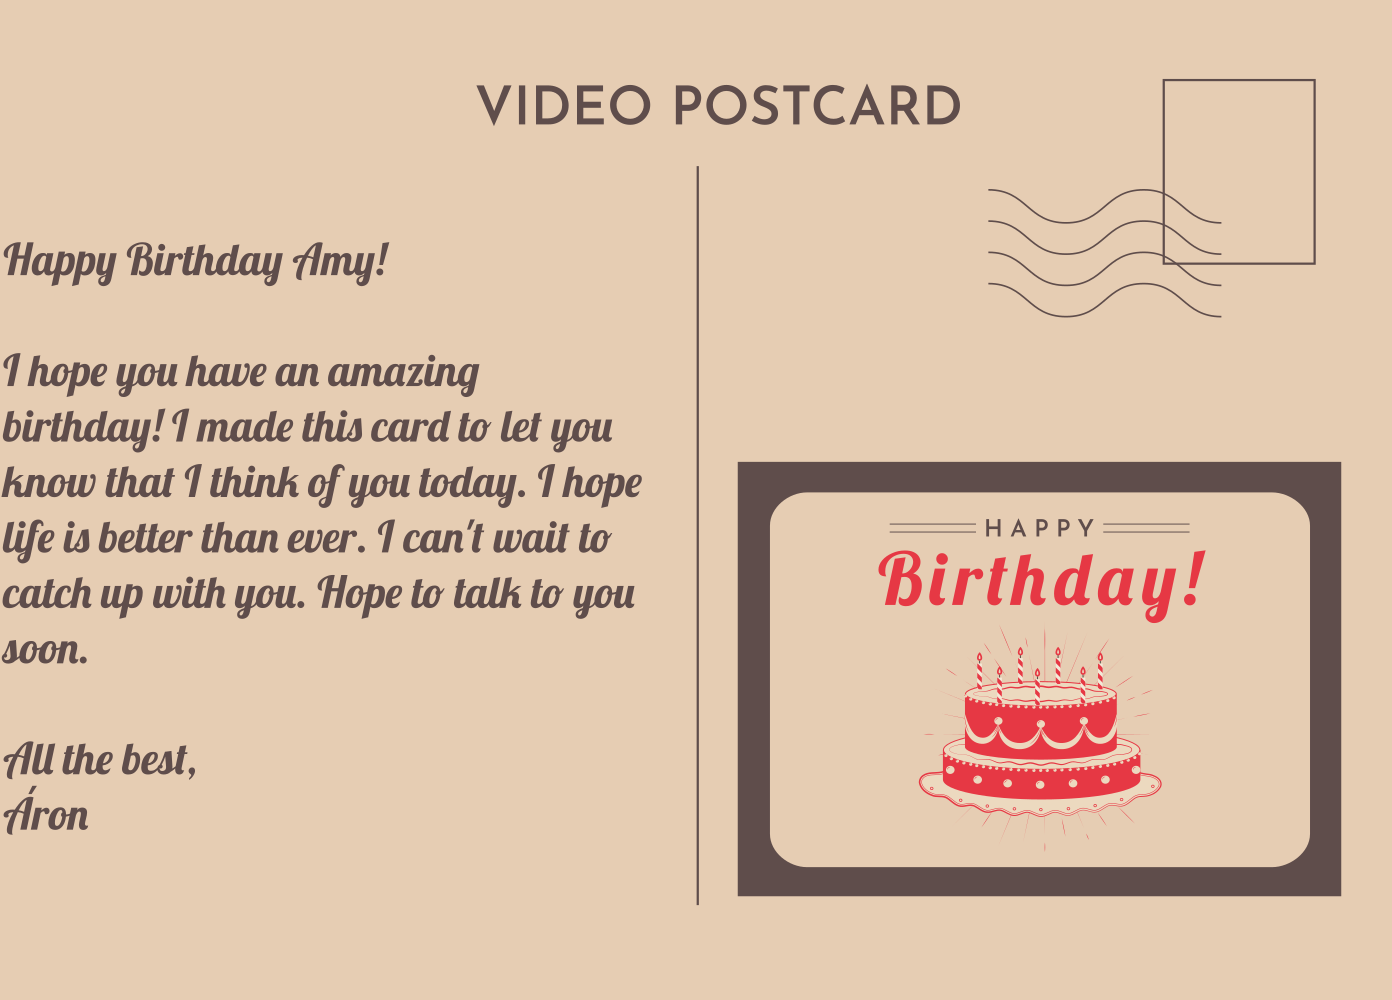 VIDEO POSTCARD
Happy Birthday Amy!
I hope you have an amazing
birthday! I made this card to let you
know that I think of you today. I hope
life is better than ever. I can't wait to
catch up with you. Hope to talk to you
soon.
All the best,
Áron
HAPPY
Birthday!